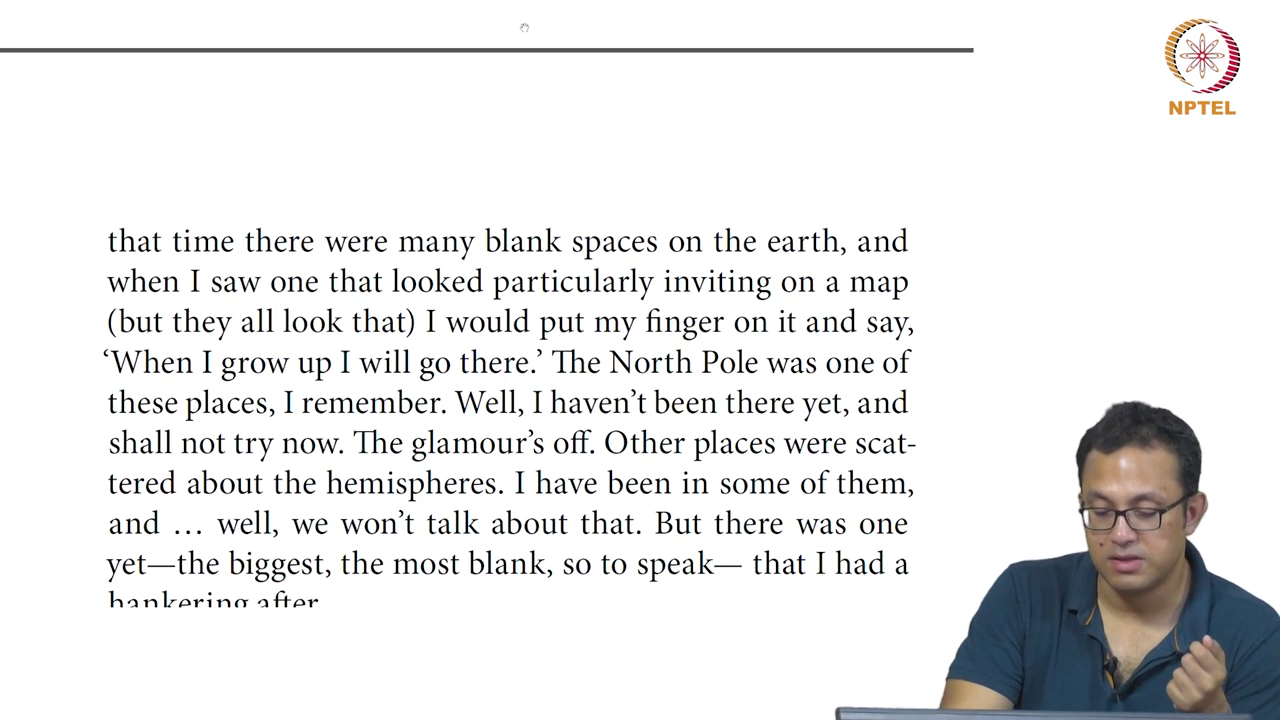 NPTEL
that time there were many blank spaces on the earth, and
when I saw one that looked particularly inviting on a map
(but they all look that) I would put my finger on it and say,
‘When I grow up I will go there.’ The North Pole was one of
these places, I remember. Well, I haven’t been there yet, and
shall not try now. The glamour’s off. Other places were scat-
tered about the hemispheres. I have been in some of them,
and … well, we won’t talk about that. But there was one
yet—the biggest, the most blank, so to speak— that I had a
hankering after